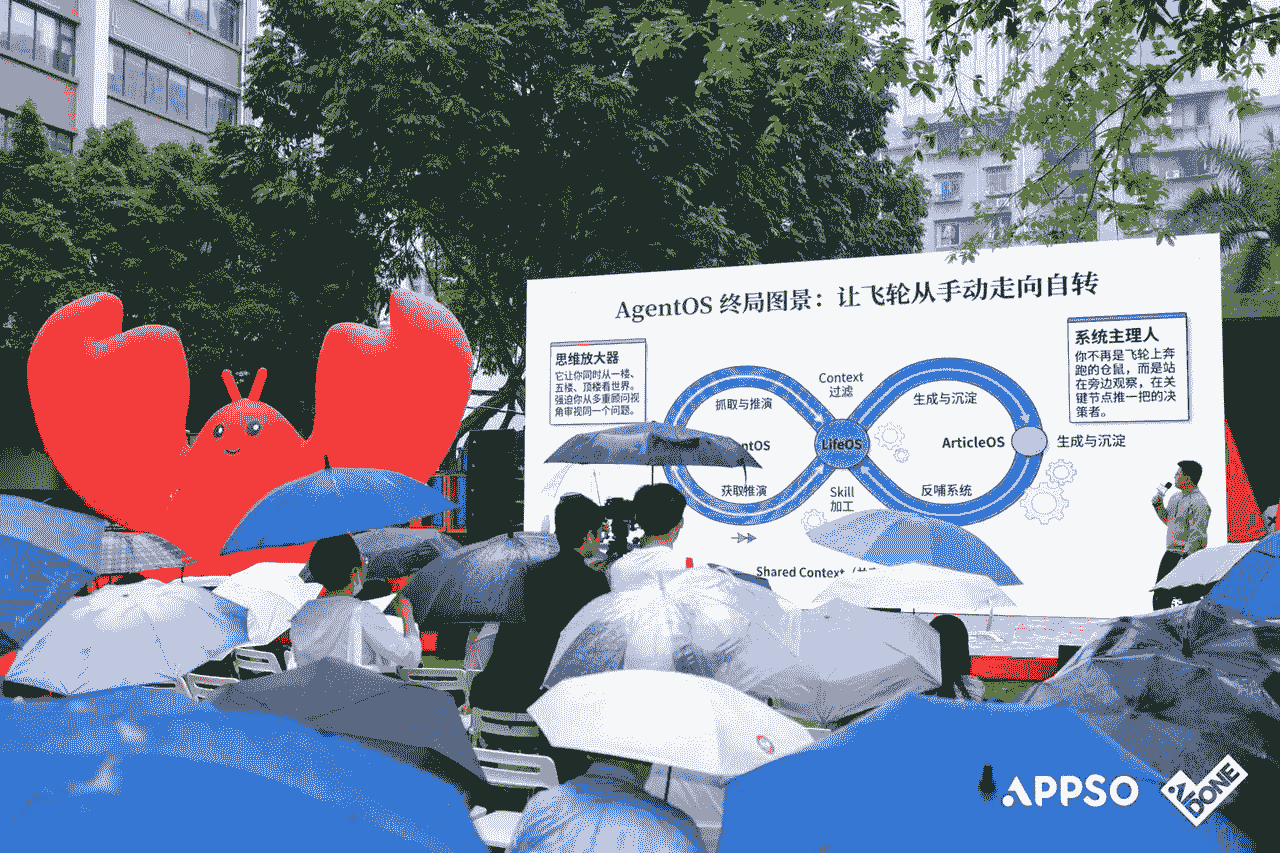 AgentOS 终局图景：让飞轮从手动走向自转
思维放大器
它让你同时从一楼、
五楼、顶楼看世界。
强迫你从多重顾问视
角审视同一个问题。
系统主理人
你不再是飞轮上奔
跑的仓鼠，而是站
在旁边观察，在关
键节点推一把的决
策者。
Context
过滤
抓取与推演
生成与沉淀
ntOS
LifeOS
ArticleOS
生成与沉淀
获取推演
Skill
加工
反哺系统
Shared Context
APPSO
DONE